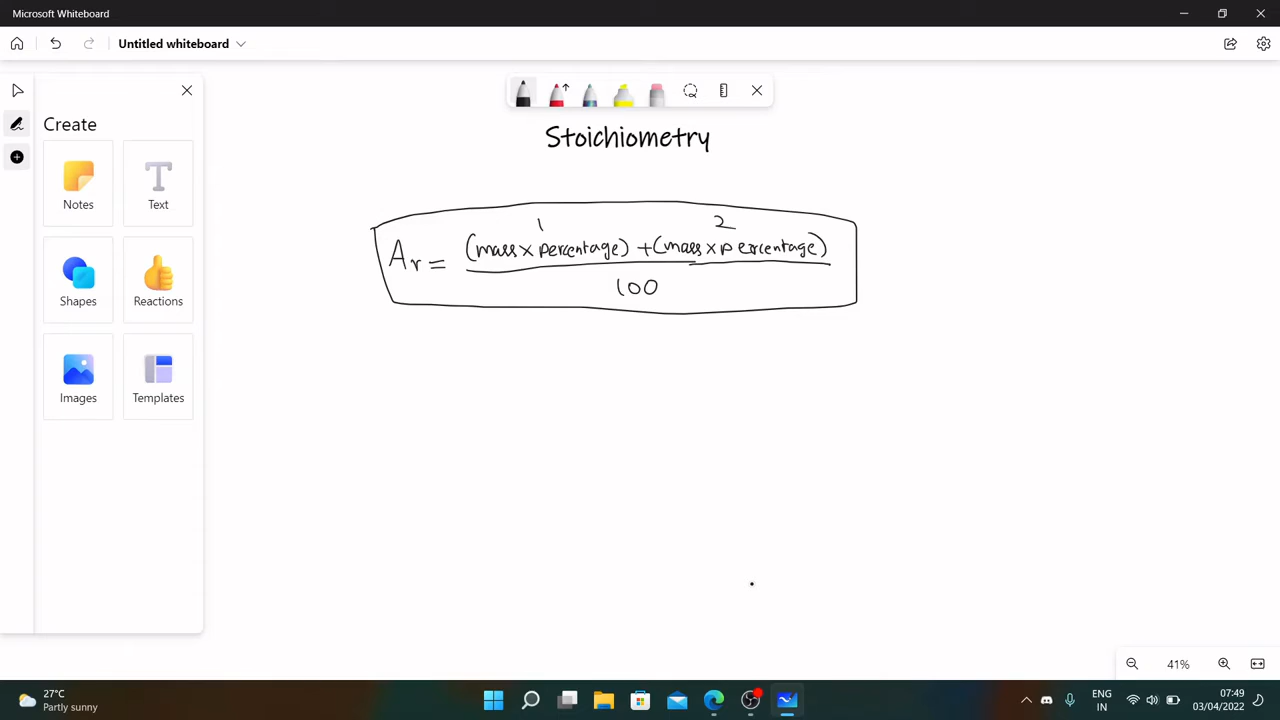 Microsoft Whiteboard
Untitled whiteboard
Create
Notes
Text
Shapes
Reactions
Images
Templates
Stoichiometry
1 2
Ar = (mass x percentage) + (mass x percentage)
100
41%
27°C
Partly sunny
ENG
IN
07:49
03/04/2022